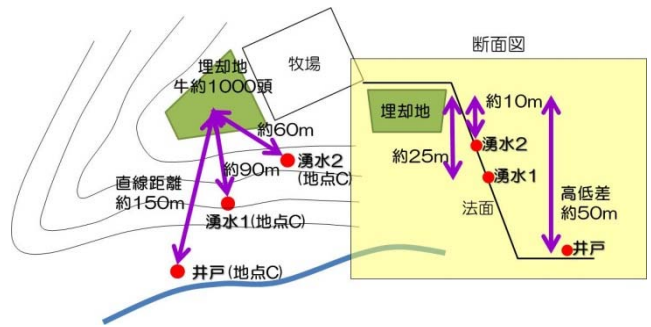 埋却地
牛約1000頭
牧場
約60m
約90m
直線距離
約150m
湧水2
(地点C)
湧水1(地点C)
井戸(地点C)
断面図
埋却地
約10m
湧水2
約25m
湧水1
法面
高低差
約50m
井戸